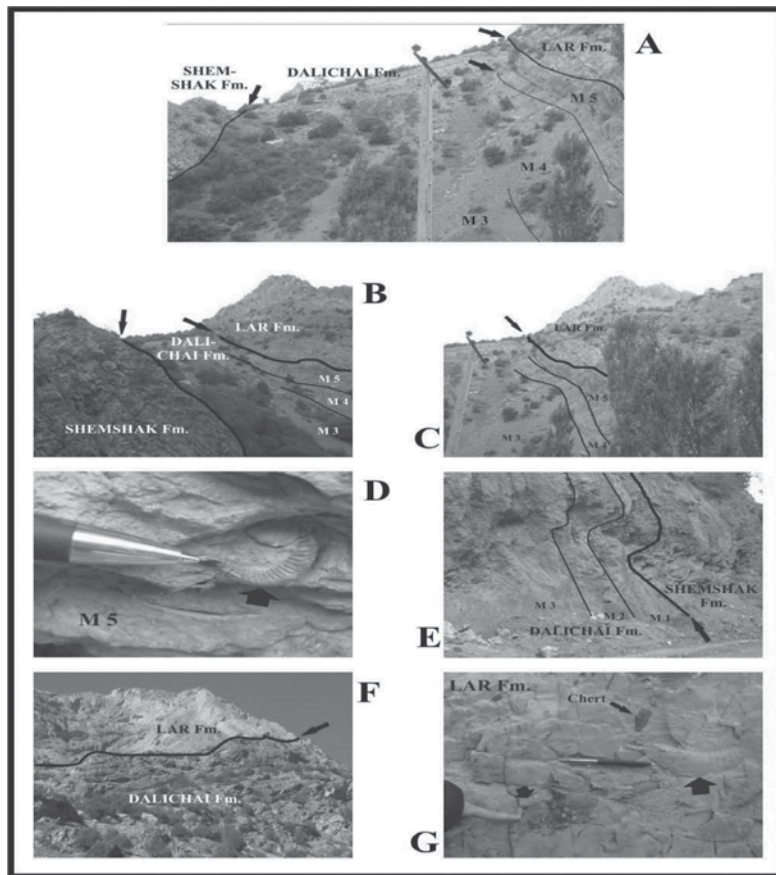 A
SHEM-
SHAK Fm.
DALICHAI Fm.
LAR Fm.
M 5
M 4
M 3
B
LAR Fm.
DALI-
CHAI Fm.
M 5
M 4
M 3
SHEMSHAK Fm.
LAR Fm.
M 5
M 3
M 4
C
D
M 5
SHEMSHAK
Fm.
M 3
M 2
M 1
DALICHAI Fm.
E
F
LAR Fm.
DALICHAI Fm.
LAR Fm.
Chert
G